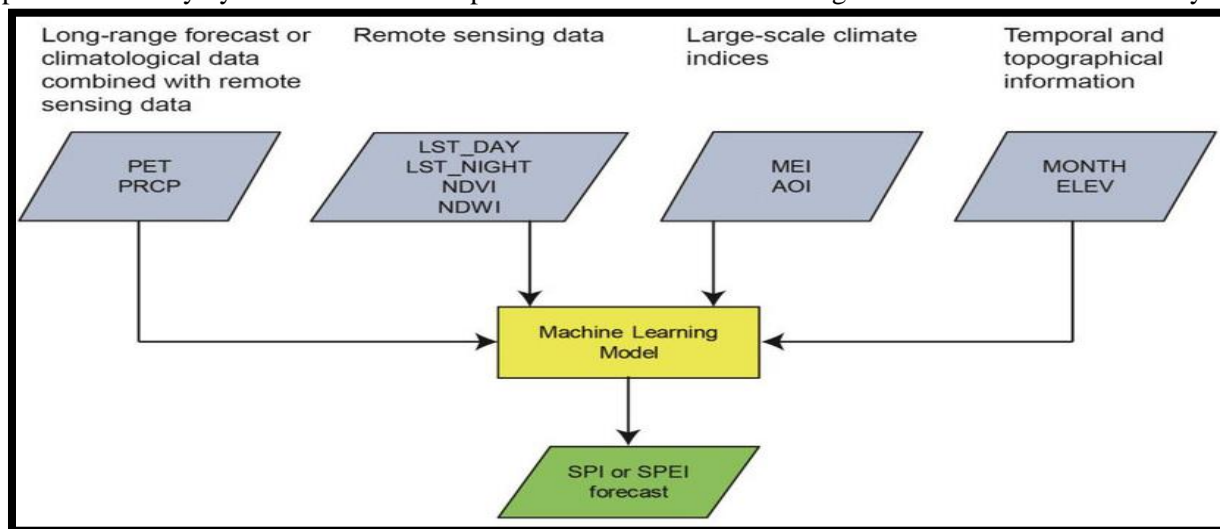 Long-range forecast or
climatological data
combined with remote
sensing data
Remote sensing data
Large-scale climate
indices
Temporal and
topographical
information
PET
PRCP
LST_DAY
LST_NIGHT
NDVI
NDWI
MEI
AOI
MONTH
ELEV
Machine Learning
Model
SPI or SPEI
forecast